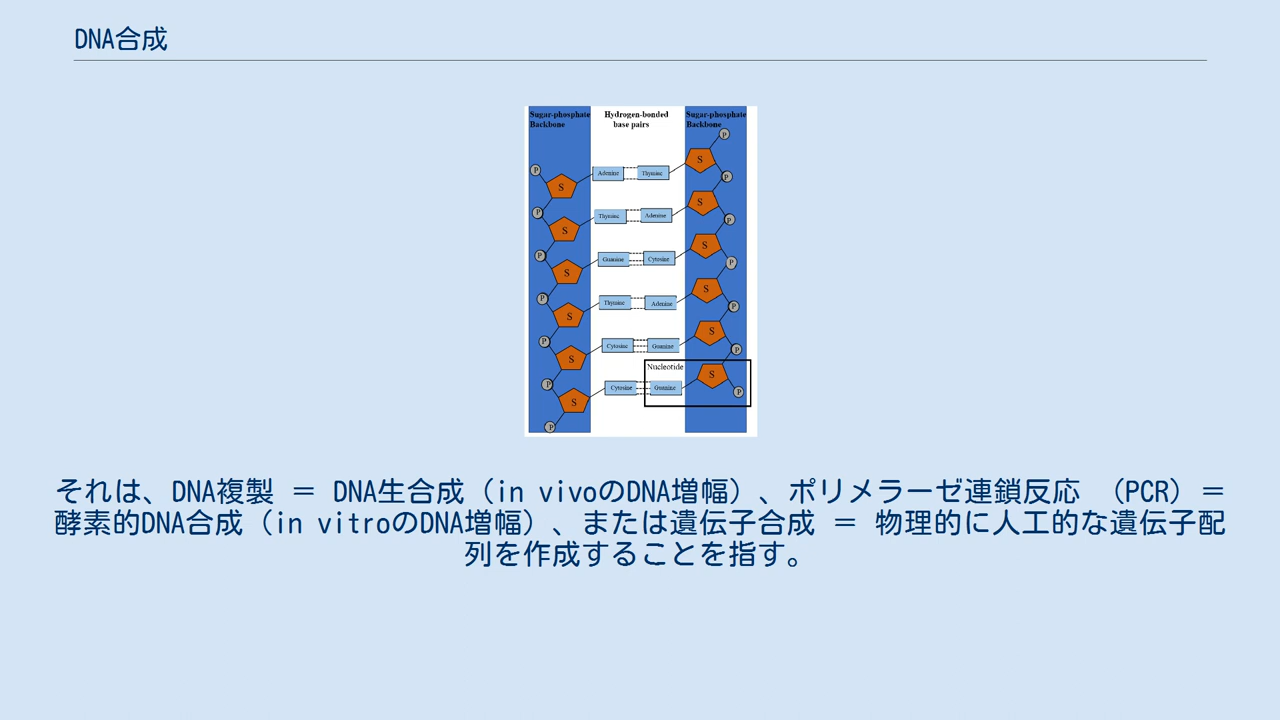 DNA合成
Sugar-phosphate Backbone
Hydrogen-bonded base pairs
Sugar-phosphate Backbone
P
P S Adenine Thymine S P
P S Thymine Adenine S P
P S Guanine Cytosine S P
P S Thymine Adenine S P
P S Cytosine Guanine S P
Nucleotide
P S Cytosine Guanine S P
P
それは、DNA複製 = DNA生合成（in vivoのDNA増幅）、ポリメラーゼ連鎖反応 （PCR）=
酵素的DNA合成（in vitroのDNA増幅）、または遺伝子合成 = 物理的に人工的な遺伝子配
列を作成することを指す。